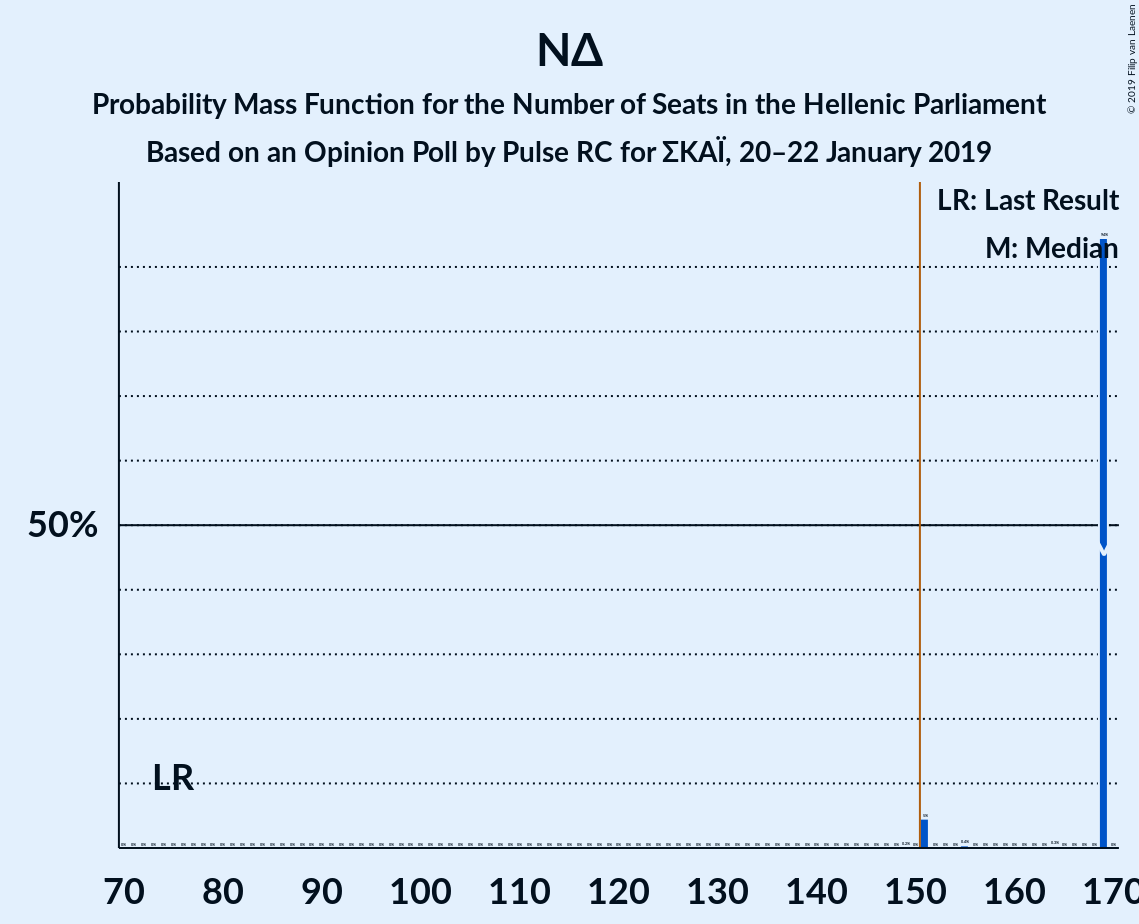 ΝΔ
Probability Mass Function for the Number of Seats in the Hellenic Parliament
Based on an Opinion Poll by Pulse RC for ΣΚΑΪ, 20–22 January 2019
© 2019 Filip van Laenen
LR: Last Result
M: Median
50%
LR
70 80 90 100 110 120 130 140 150 160 170